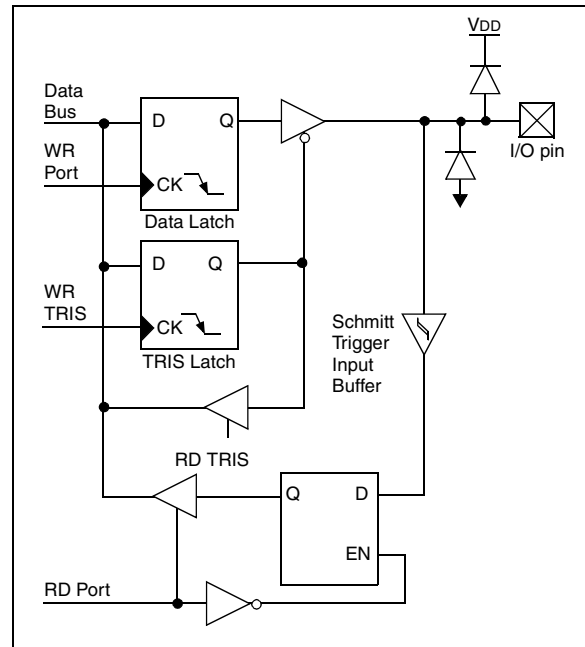 VDD
Data
Bus
D
Q
I/O pin
WR
Port
CK
Data Latch
D
Q
WR
TRIS
CK
TRIS Latch
Schmitt
Trigger
Input
Buffer
RD TRIS
Q
D
EN
RD Port